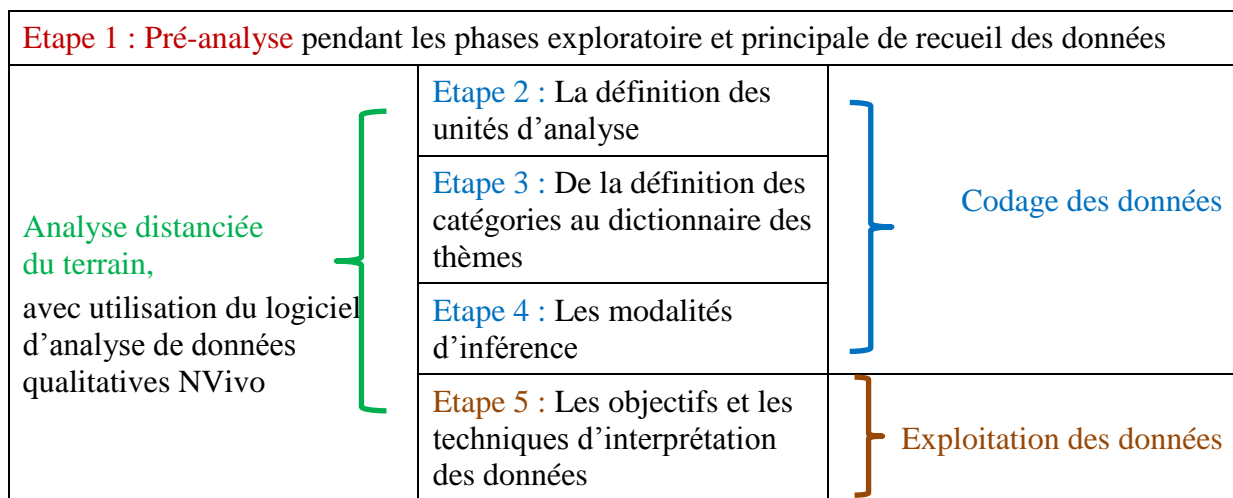 Etape 1 : Pré-analyse pendant les phases exploratoire et principale de recueil des données
Analyse distanciée
du terrain,
avec utilisation du logiciel
d’analyse de données
qualitatives NVivo
Etape 2 : La définition des
unités d’analyse
Etape 3 : De la définition des
catégories au dictionnaire des
thèmes
Etape 4 : Les modalités
d’inférence
Etape 5 : Les objectifs et les
techniques d’interprétation
des données
Codage des données
Exploitation des données